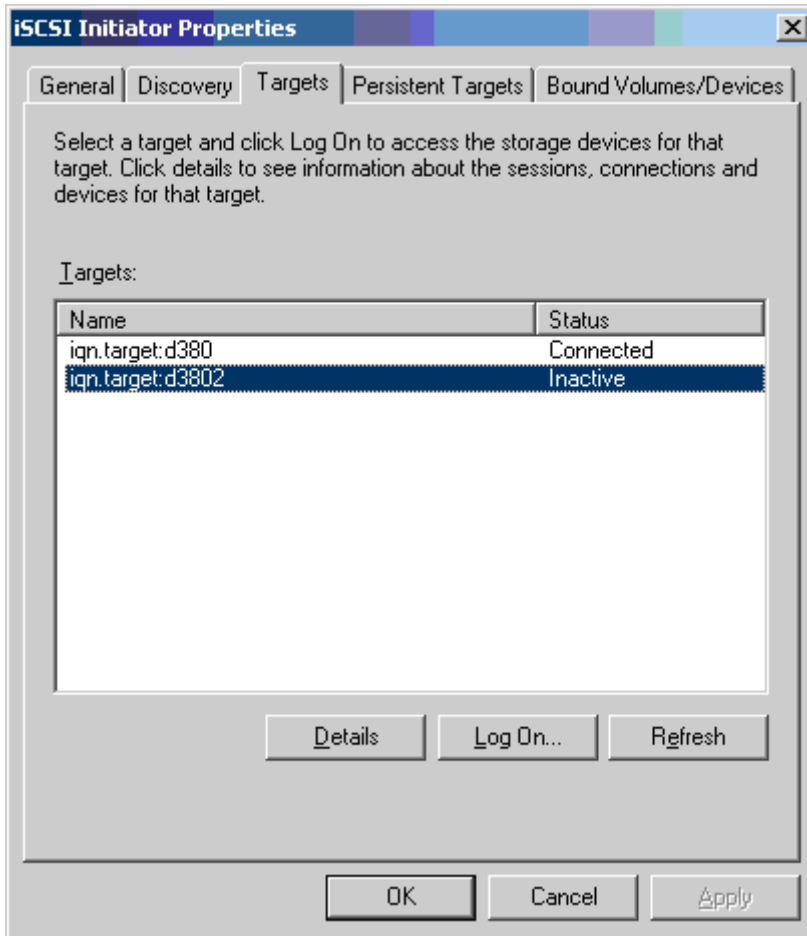 iSCSI Initiator Properties
General Discovery Targets Persistent Targets Bound Volumes/Devices
Select a target and click Log On to access the storage devices for that
target. Click details to see information about the sessions, connections and
devices for that target.
Targets:
Name Status
iqn.target:d380 Connected
iqn.target:d3802 Inactive
Details Log On... Refresh
OK Cancel Apply